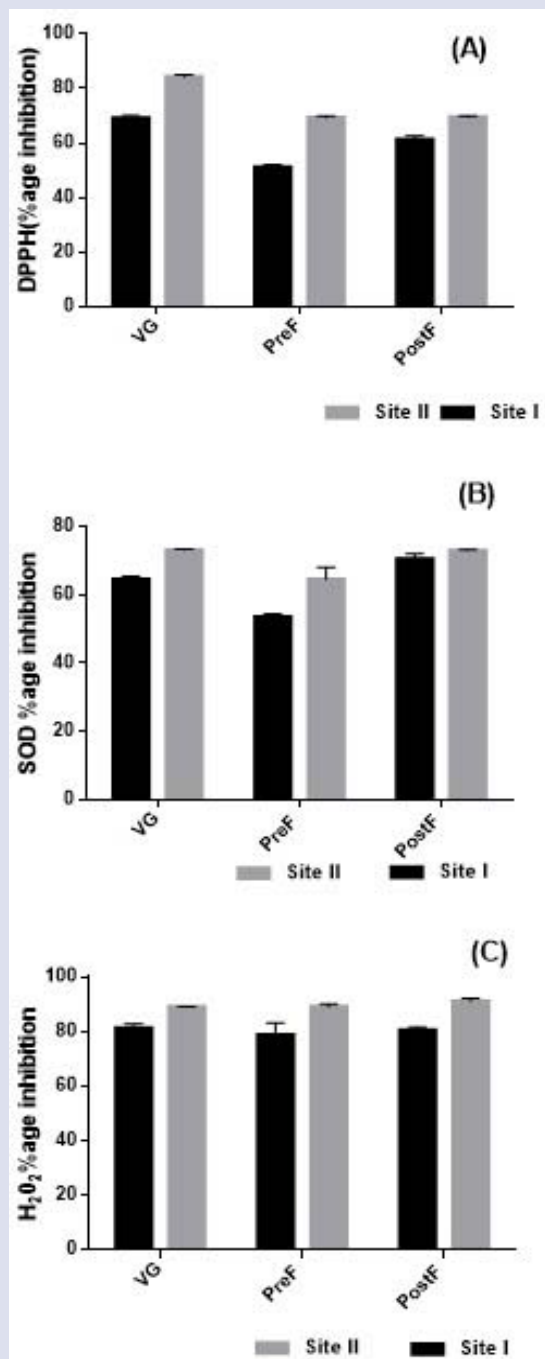 (A)
DPPH(%age inhibition)
100
80
60
40
20
0
VG PreF PostF
Site II Site I
(B)
SOD %age inhibition
80
60
40
20
0
VG PreF PostF
Site II Site I
(C)
H₂0₂%age inhibition
100
80
60
40
20
0
VG PreF PostF
Site II Site I